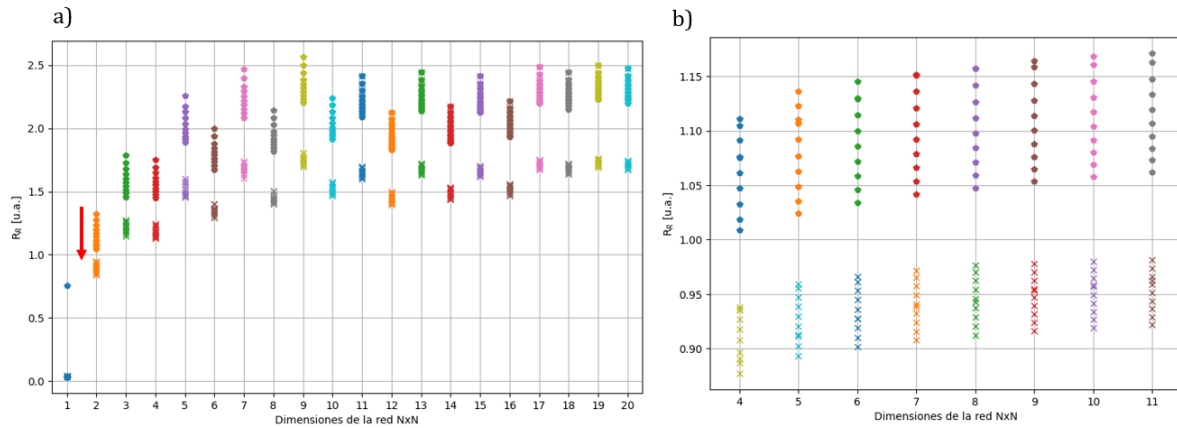 a)
b)
2.5
2.0
1.5
1.0
0.5
0.0
R_R [u.a.]
1 2 3 4 5 6 7 8 9 10 11 12 13 14 15 16 17 18 19 20
Dimensiones de la red NxN
1.15
1.10
1.05
1.00
0.95
0.90
R_R [u.a.]
4 5 6 7 8 9 10 11
Dimensiones de la red NxN